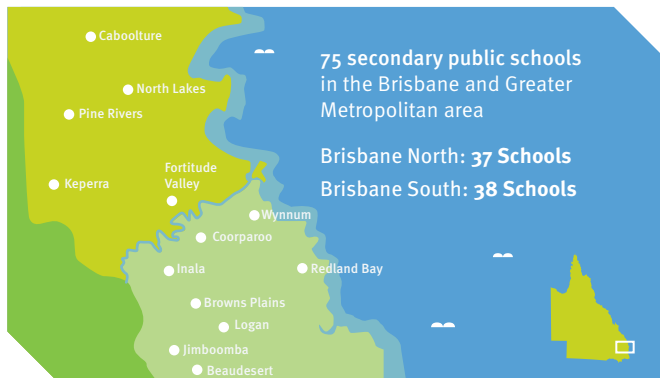 Caboolture
North Lakes
Pine Rivers
Keperra
Fortitude
Valley
Wynnum
Coorparoo
Inala
Redland Bay
Browns Plains
Logan
Jimboomba
Beaudesert
75 secondary public schools
in the Brisbane and Greater
Metropolitan area
Brisbane North: 37 Schools
Brisbane South: 38 Schools